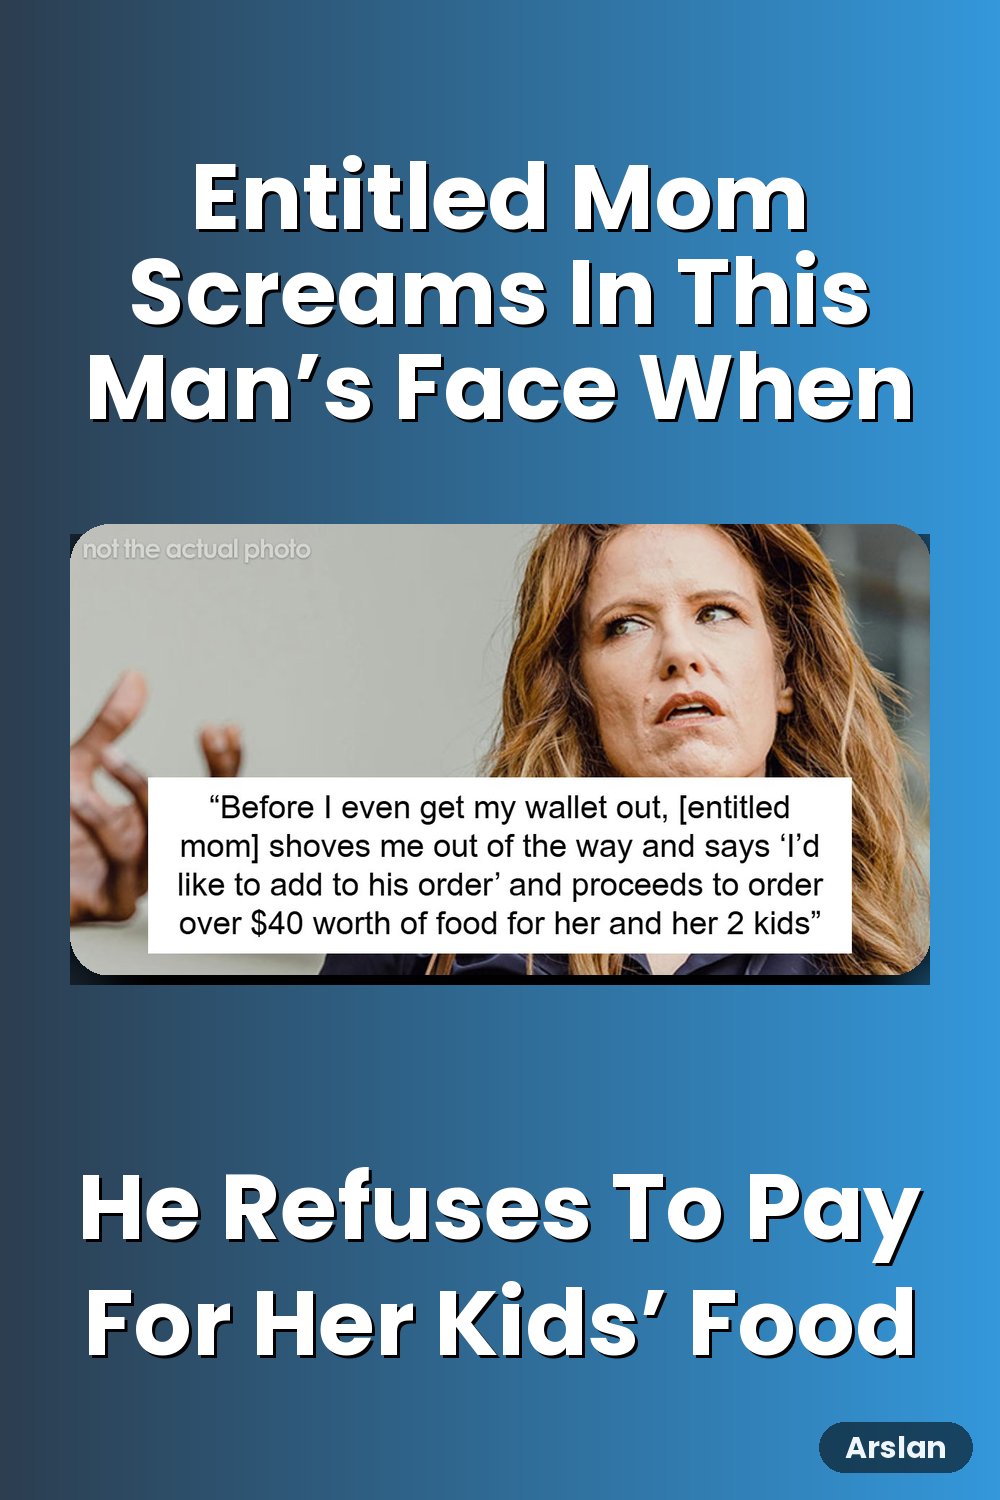 Entitled Mom
Screams In This
Man’s Face When
not the actual photo
“Before I even get my wallet out, [entitled
mom] shoves me out of the way and says ‘I’d
like to add to his order’ and proceeds to order
over $40 worth of food for her and her 2 kids”
He Refuses To Pay
For Her Kids’ Food
Arslan